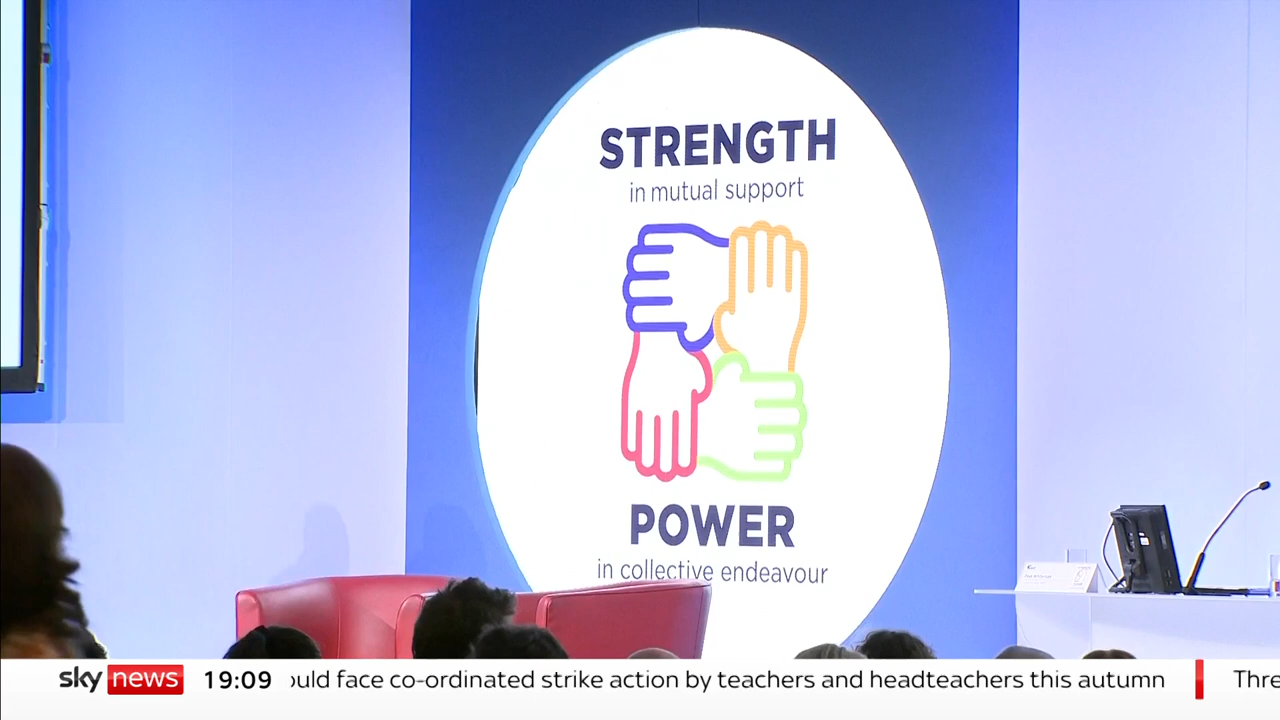 STRENGTH
in mutual support
POWER
in collective endeavour
sky news 19:09 ould face co-ordinated strike action by teachers and headteachers this autumn Thre